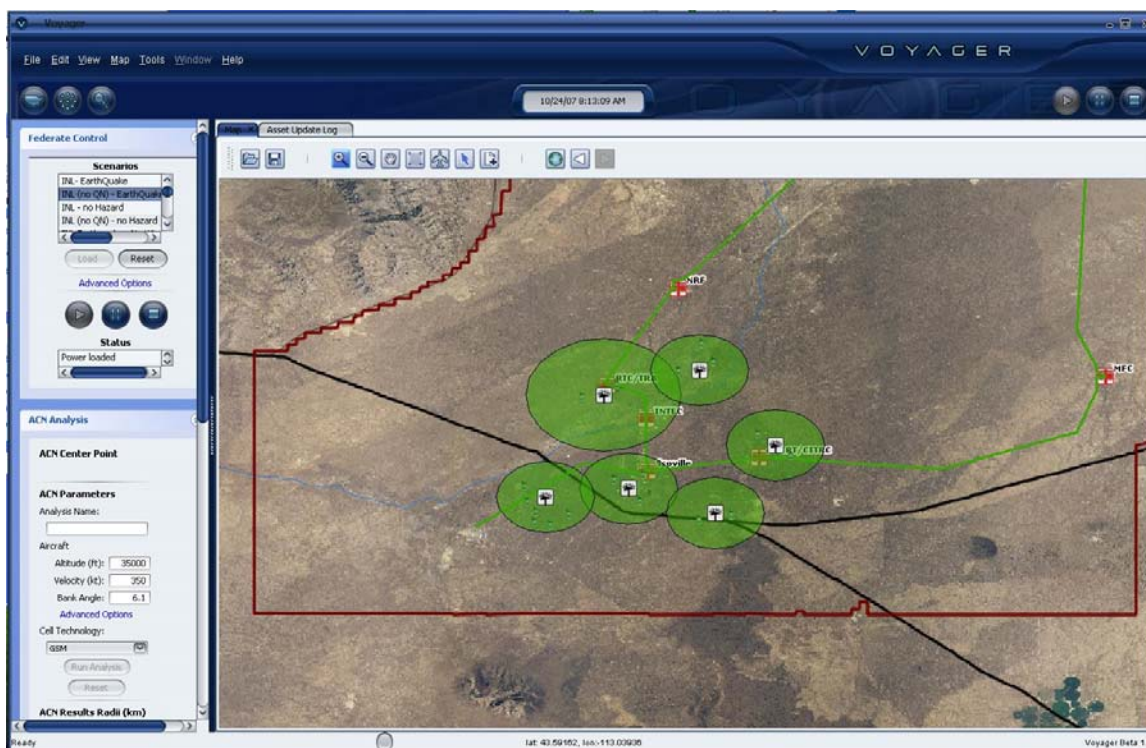 Voyager
VOYAGER
File Edit View Map Tools Window Help
10/24/07 8:13:09 AM
Federate Control
Map Asset Update Log
Scenarios
INL- EarthQuake
INL (no QN) - EarthQuake
INL - no Hazard
INL (no QN) - no Hazard
Load Reset
Advanced Options
Status
Power loaded
NRF
MFC
RTC/TRA
INTEC
ACN Analysis
ACN Center Point
ACN Parameters
Analysis Name:
Aircraft
Altitude (ft): 35000
Velocity (kt): 350
Bank Angle: 6.1
Advanced Options
Cell Technology:
GSM
Run Analysis
Reset
ACN Results Radii (km)
Ready lat: 43.59162, lon:-113.03936 Voyager Beta 1